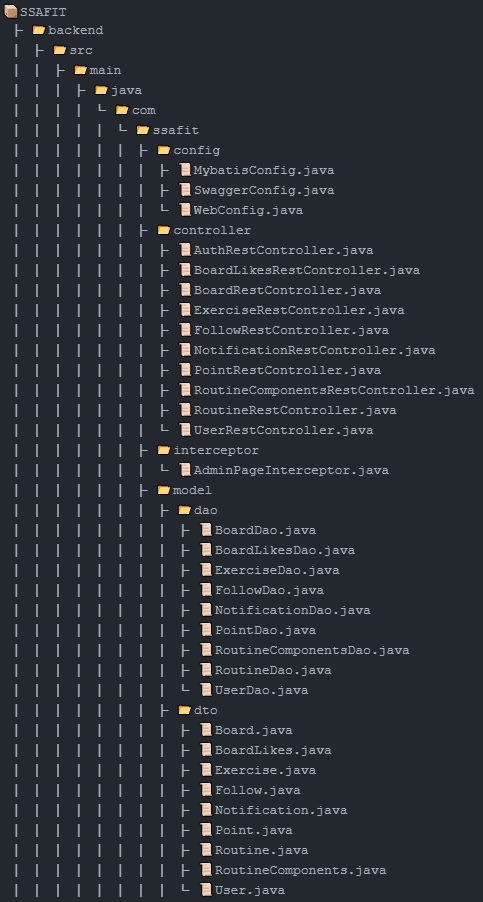 SSAFIT
├ backend
│ ├ src
│ │ ├ main
│ │ │ ├ java
│ │ │ │ └ com
│ │ │ │ │ └ ssafit
│ │ │ │ │ │ ├ config
│ │ │ │ │ │ │ ├ MybatisConfig.java
│ │ │ │ │ │ │ ├ SwaggerConfig.java
│ │ │ │ │ │ │ └ WebConfig.java
│ │ │ │ │ │ ├ controller
│ │ │ │ │ │ │ ├ AuthRestController.java
│ │ │ │ │ │ │ ├ BoardLikesRestController.java
│ │ │ │ │ │ │ ├ BoardRestController.java
│ │ │ │ │ │ │ ├ ExerciseRestController.java
│ │ │ │ │ │ │ ├ FollowRestController.java
│ │ │ │ │ │ │ ├ NotificationRestController.java
│ │ │ │ │ │ │ ├ PointRestController.java
│ │ │ │ │ │ │ ├ RoutineComponentsRestController.java
│ │ │ │ │ │ │ ├ RoutineRestController.java
│ │ │ │ │ │ │ └ UserRestController.java
│ │ │ │ │ │ ├ interceptor
│ │ │ │ │ │ │ └ AdminPageInterceptor.java
│ │ │ │ │ │ ├ model
│ │ │ │ │ │ │ ├ dao
│ │ │ │ │ │ │ │ ├ BoardDao.java
│ │ │ │ │ │ │ │ ├ BoardLikesDao.java
│ │ │ │ │ │ │ │ ├ ExerciseDao.java
│ │ │ │ │ │ │ │ ├ FollowDao.java
│ │ │ │ │ │ │ │ ├ NotificationDao.java
│ │ │ │ │ │ │ │ ├ PointDao.java
│ │ │ │ │ │ │ │ ├ RoutineComponentsDao.java
│ │ │ │ │ │ │ │ ├ RoutineDao.java
│ │ │ │ │ │ │ │ └ UserDao.java
│ │ │ │ │ │ │ ├ dto
│ │ │ │ │ │ │ │ ├ Board.java
│ │ │ │ │ │ │ │ ├ BoardLikes.java
│ │ │ │ │ │ │ │ ├ Exercise.java
│ │ │ │ │ │ │ │ ├ Follow.java
│ │ │ │ │ │ │ │ ├ Notification.java
│ │ │ │ │ │ │ │ ├ Point.java
│ │ │ │ │ │ │ │ ├ Routine.java
│ │ │ │ │ │ │ │ ├ RoutineComponents.java
│ │ │ │ │ │ │ │ └ User.java